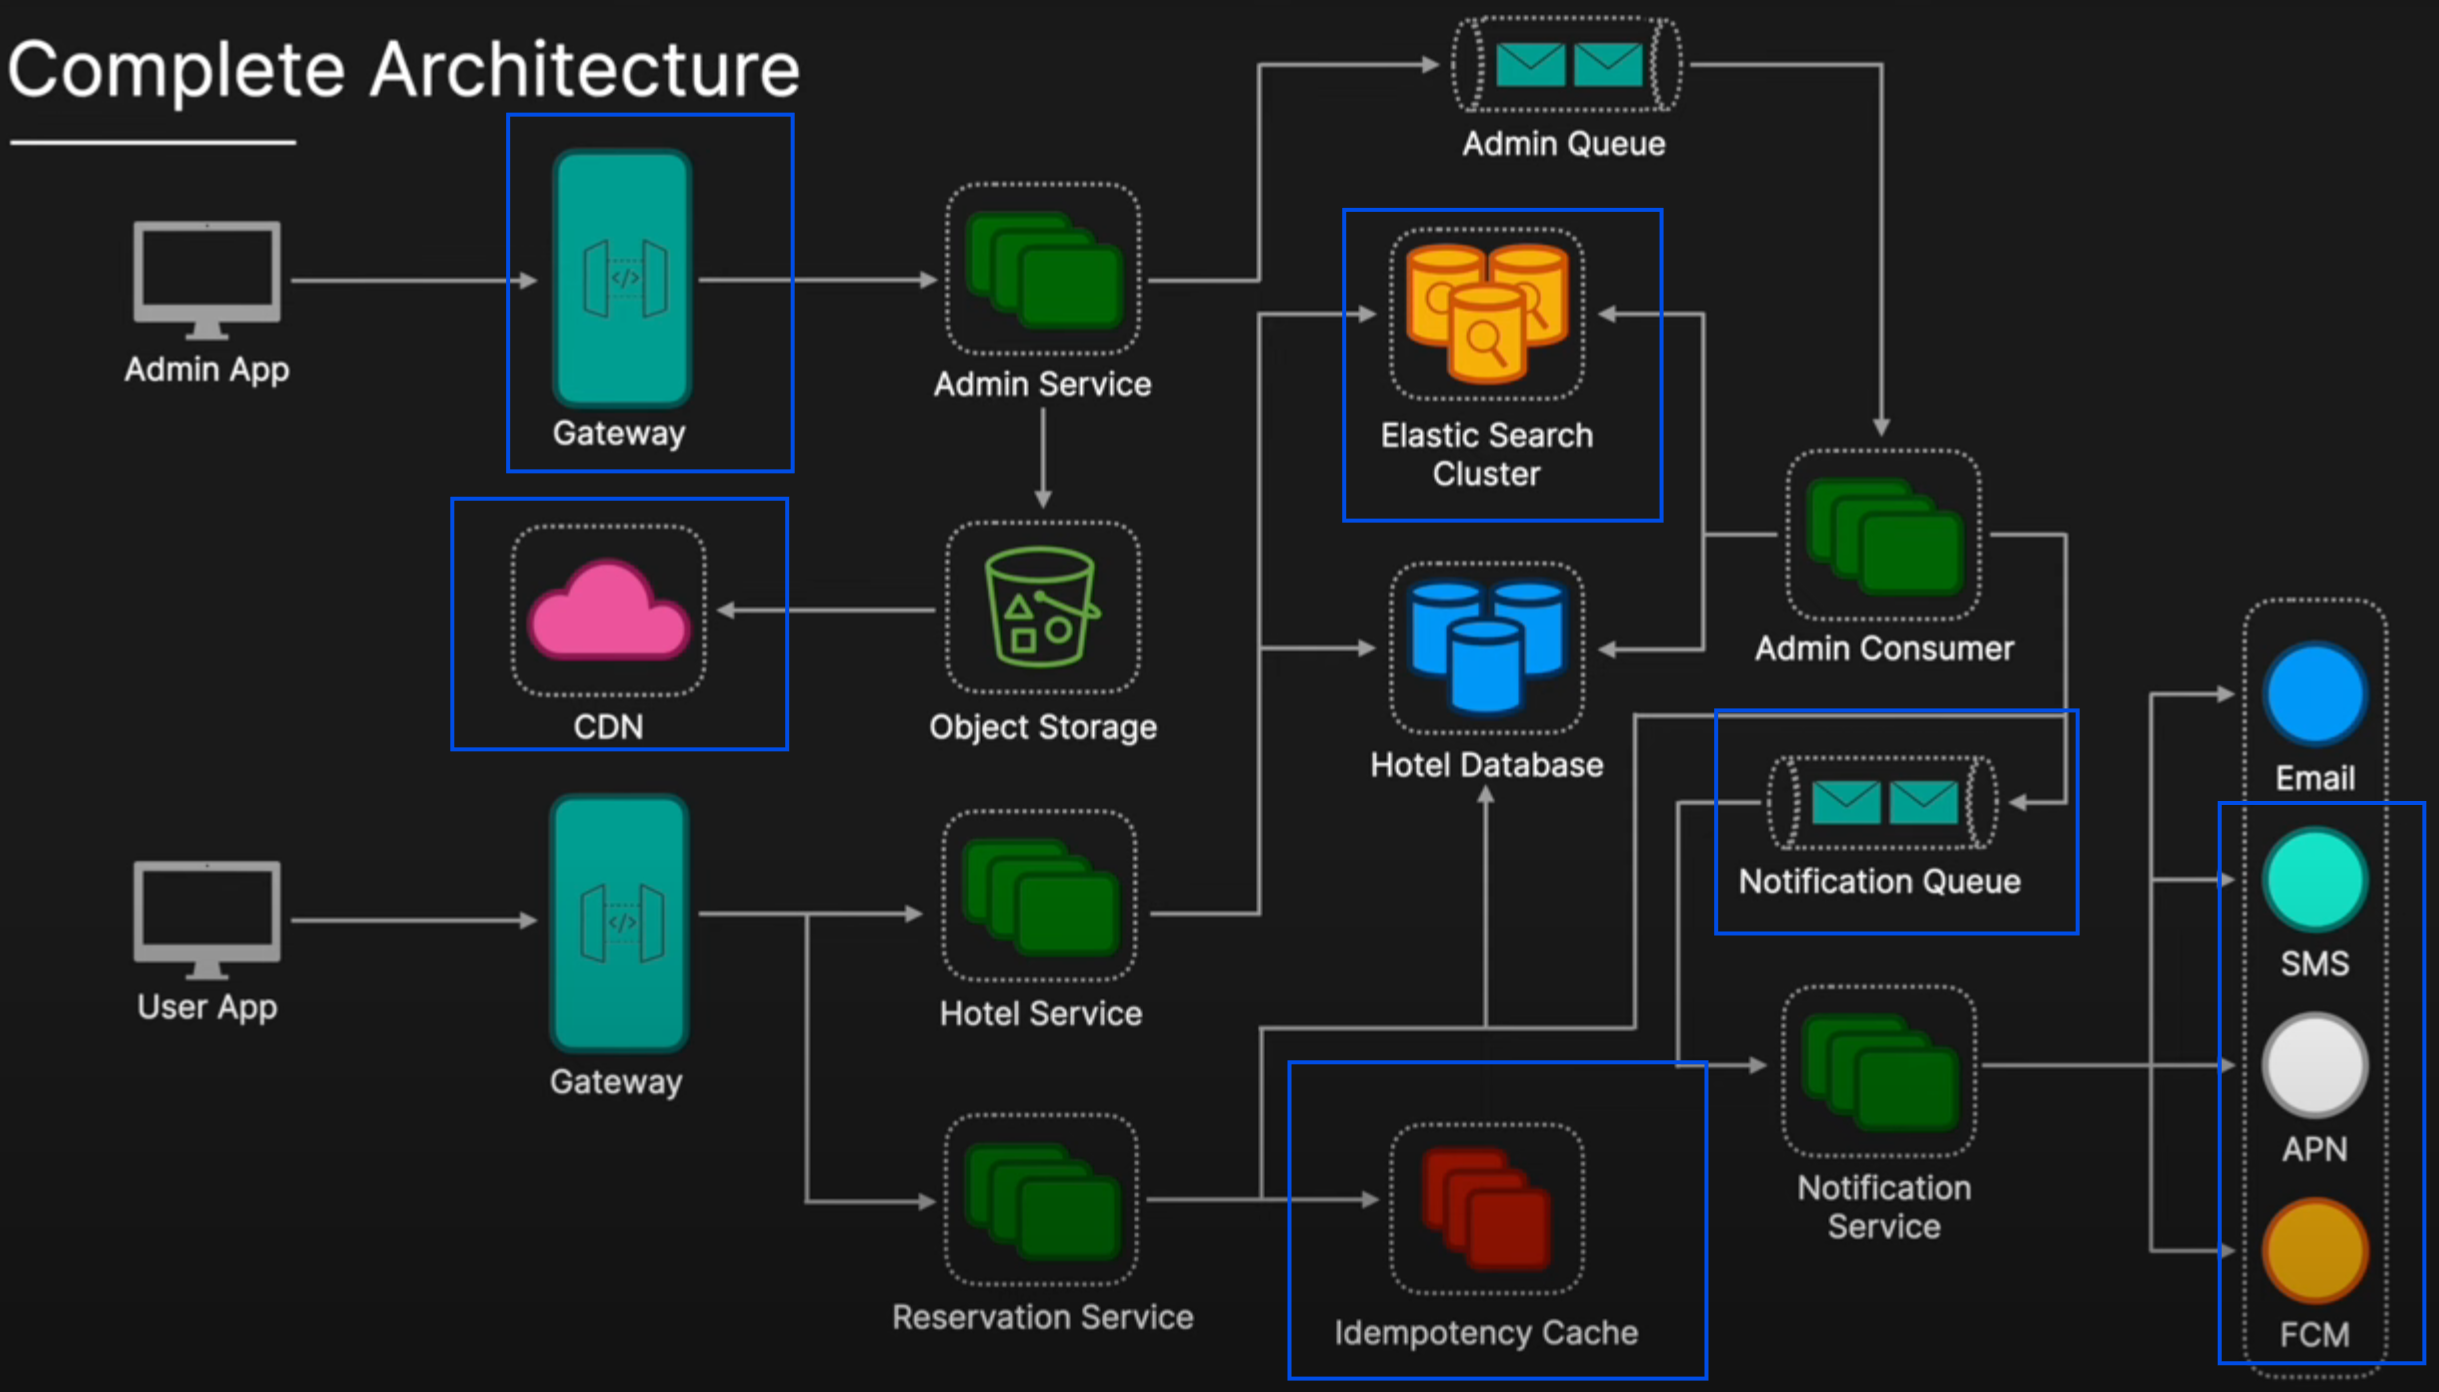 Complete Architecture
Admin Queue
Admin App
Gateway
</>
Admin Service
Elastic Search
Cluster
CDN
Object Storage
Hotel Database
Admin Consumer
Email
Notification Queue
SMS
User App
Gateway
</>
Hotel Service
APN
Notification
Service
Reservation Service
Idempotency Cache
FCM